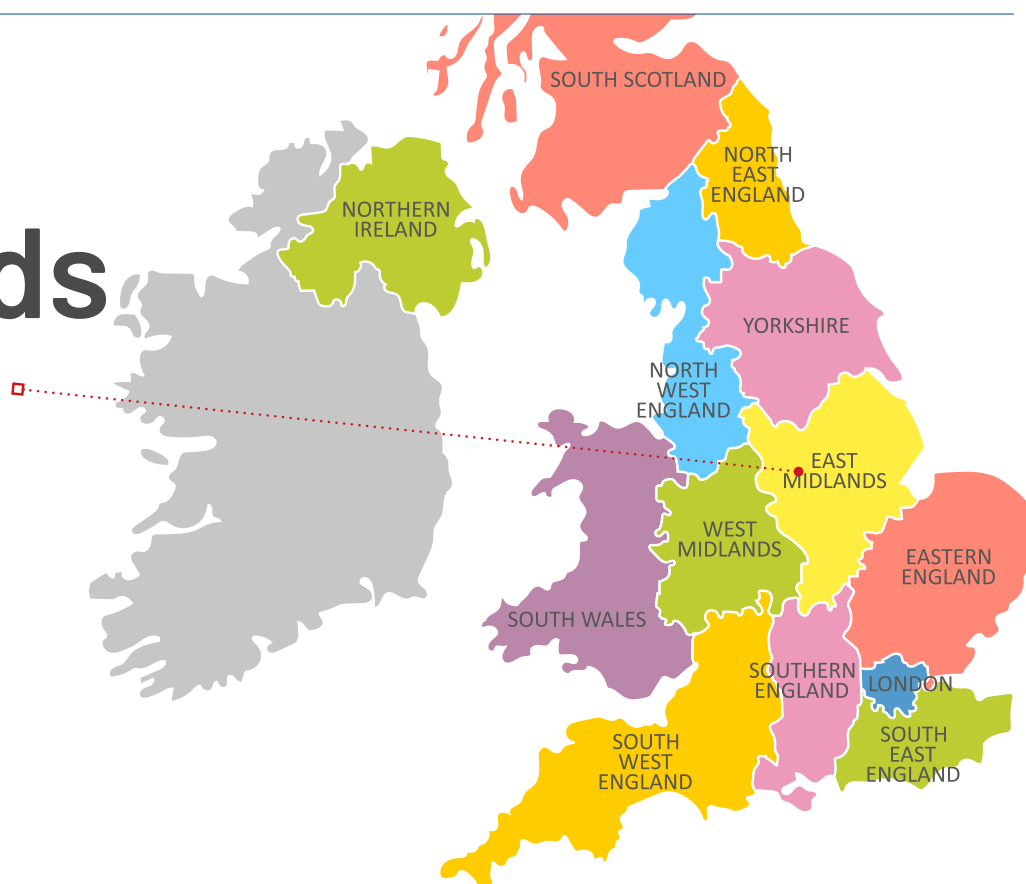 SOUTH SCOTLAND
NORTH
EAST
ENGLAND
NORTHERN
IRELAND
ds
YORKSHIRE
NORTH
WEST
ENGLAND
EAST
MIDLANDS
WEST
MIDLANDS
EASTERN
ENGLAND
SOUTH WALES
SOUTHERN
ENGLAND
LONDON
SOUTH
WEST
ENGLAND
SOUTH
EAST
ENGLAND